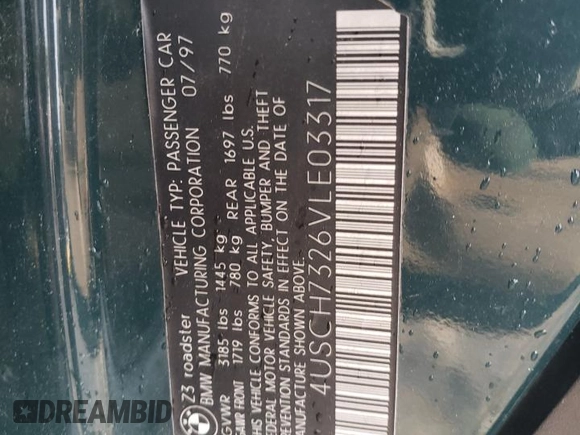 BMW
Z3 roadster VEHICLE TYPE: PASSENGER CAR
BMW MANUFACTURING CORPORATION 07/97
GVWR 3185 lbs 1445 kg
GAWR FRONT 1719 lbs 780 kg REAR 1697 lbs 770 kg
THIS VEHICLE CONFORMS TO ALL APPLICABLE U.S.
FEDERAL MOTOR VEHICLE SAFETY, BUMPER AND THEFT
PREVENTION STANDARDS IN EFFECT ON THE DATE OF
MANUFACTURE SHOWN ABOVE.
4USCH7326VLE03317
DREAMBID